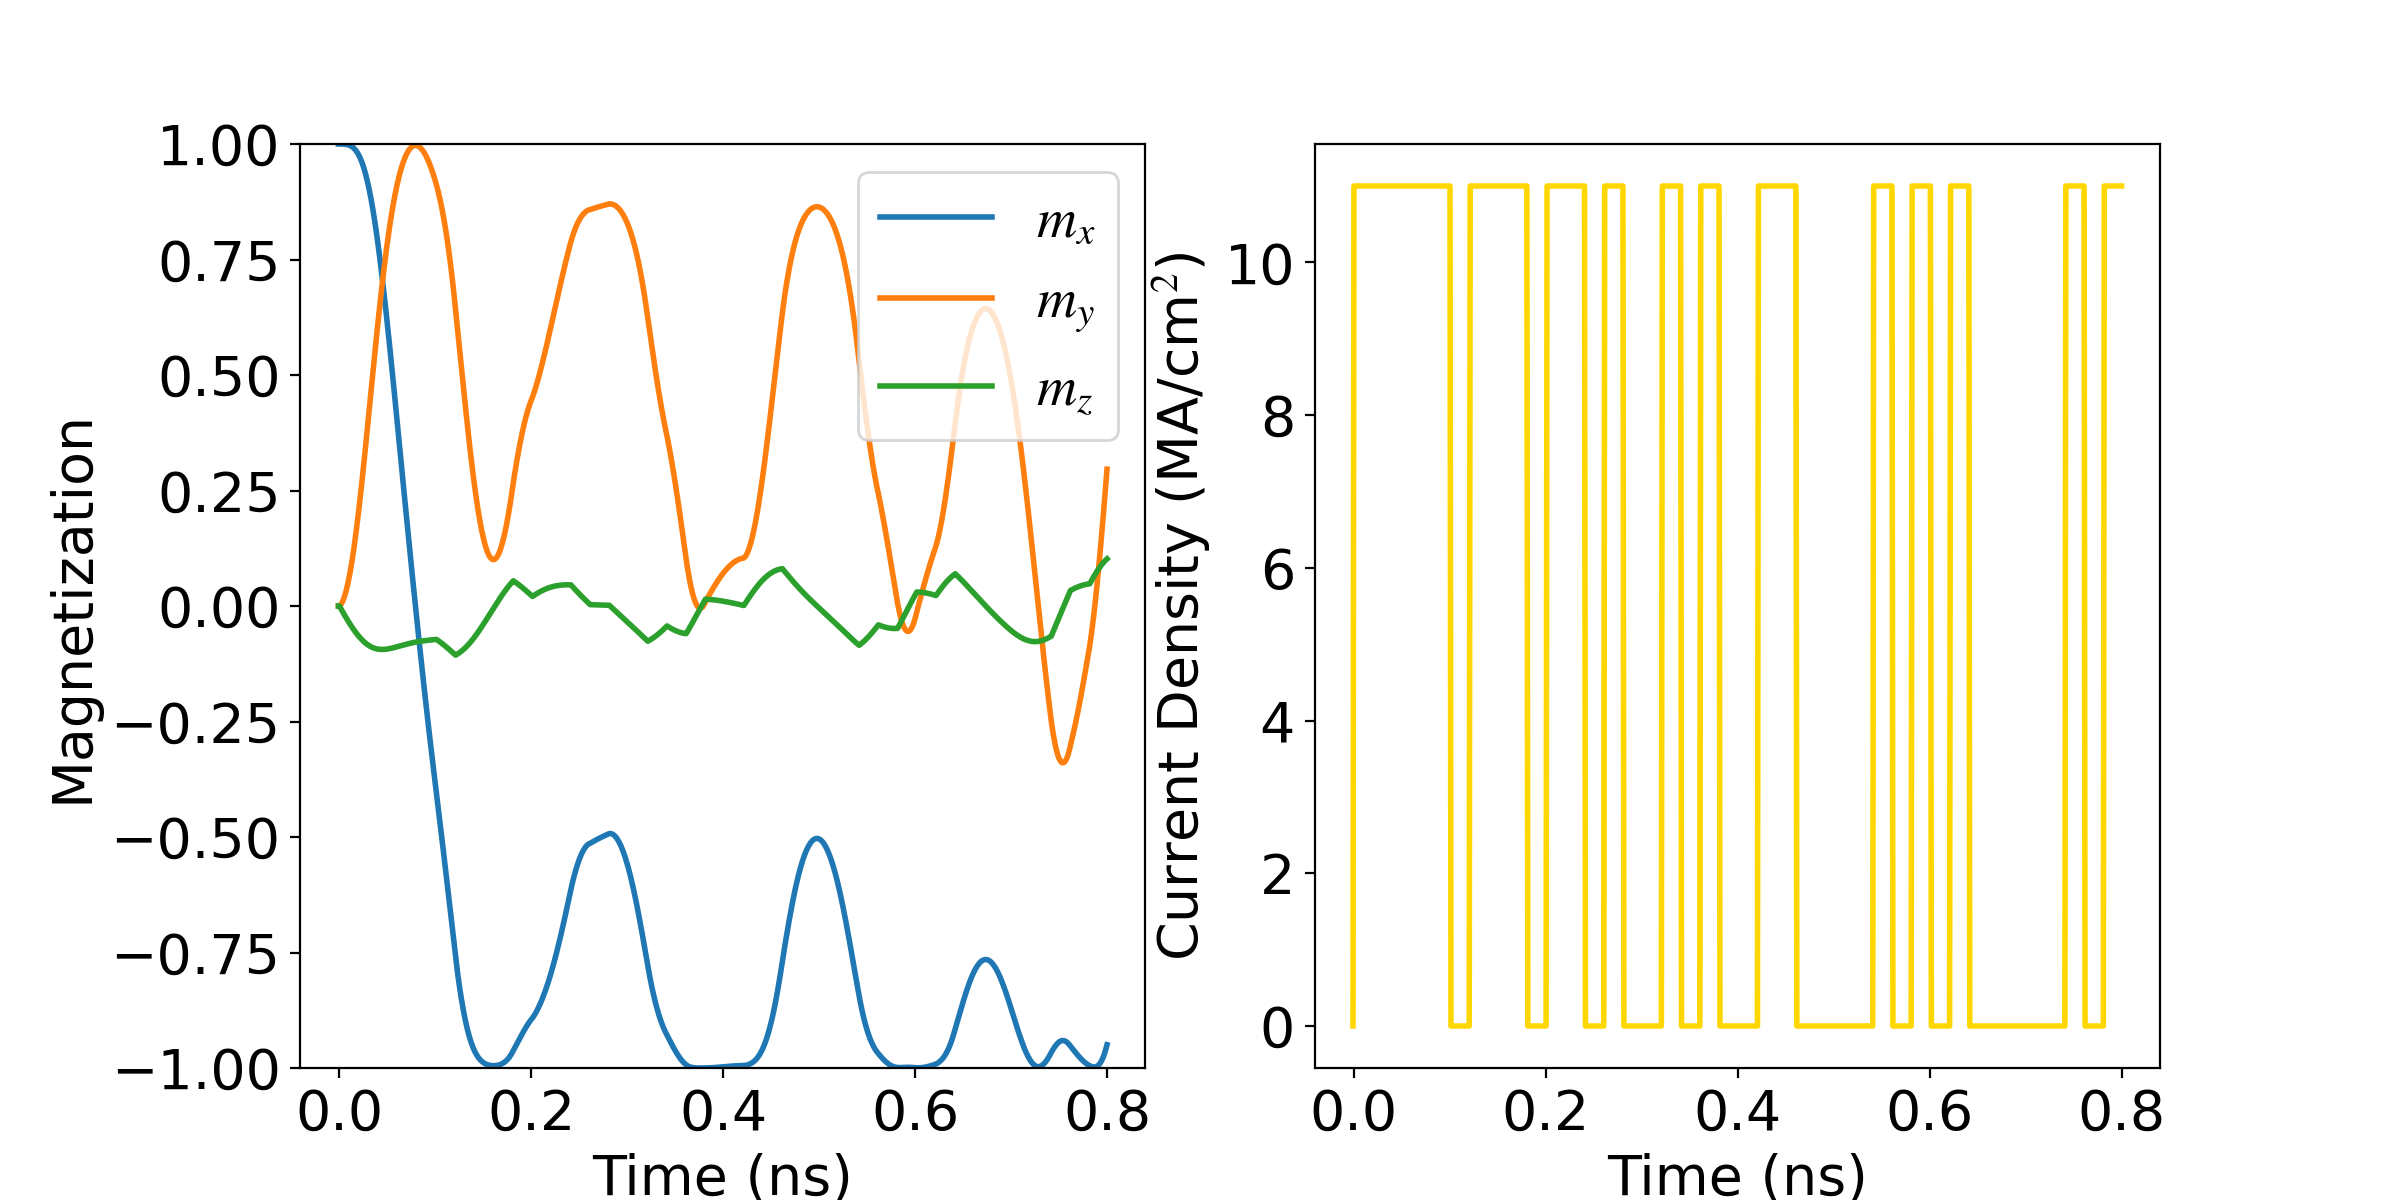 Magnetization
1.00
0.75
0.50
0.25
0.00
−0.25
−0.50
−0.75
−1.00
0.0 0.2 0.4 0.6 0.8
Time (ns)
m_x
m_y
m_z
Current Density (MA/cm²)
10
8
6
4
2
0
0.0 0.2 0.4 0.6 0.8
Time (ns)